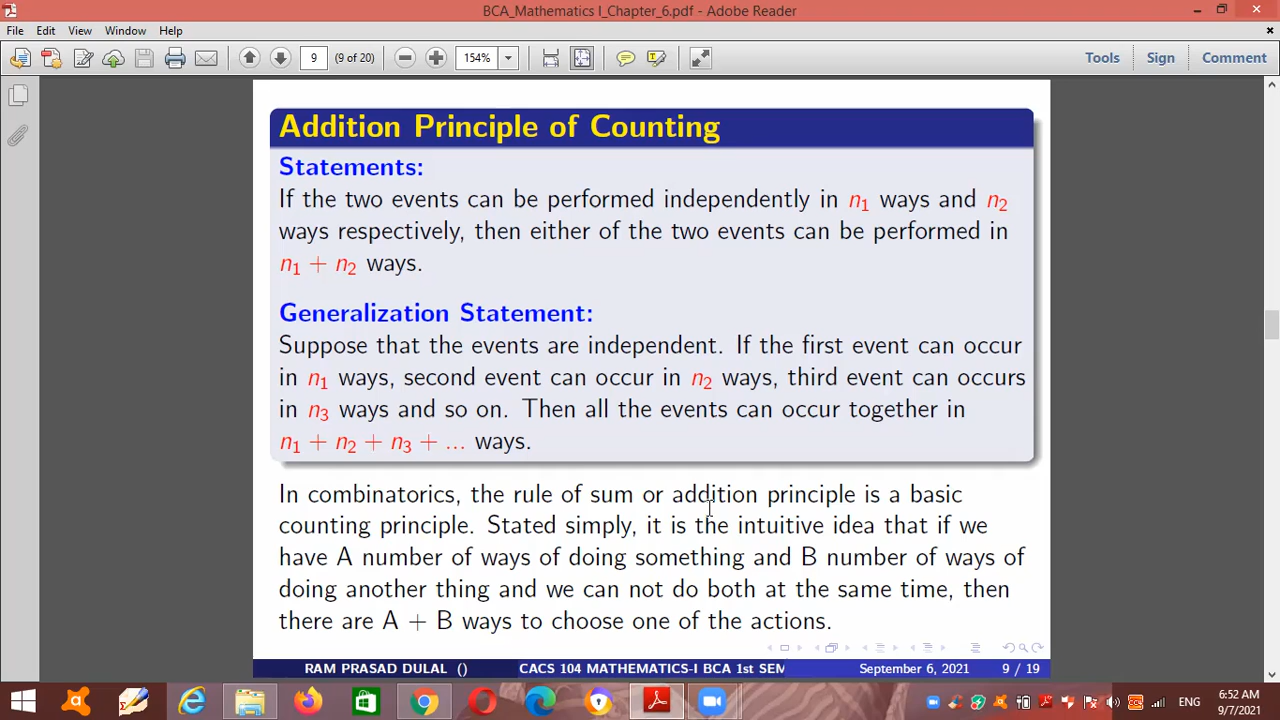 BCA_Mathematics I_Chapter_6.pdf - Adobe Reader
File Edit View Window Help
9 (9 of 20) 154% Tools Sign Comment
Addition Principle of Counting
Statements:
If the two events can be performed independently in n1 ways and n2
ways respectively, then either of the two events can be performed in
n1 + n2 ways.
Generalization Statement:
Suppose that the events are independent. If the first event can occur
in n1 ways, second event can occur in n2 ways, third event can occurs
in n3 ways and so on. Then all the events can occur together in
n1 + n2 + n3 + ... ways.
In combinatorics, the rule of sum or addition principle is a basic
counting principle. Stated simply, it is the intuitive idea that if we
have A number of ways of doing something and B number of ways of
doing another thing and we can not do both at the same time, then
there are A + B ways to choose one of the actions.
RAM PRASAD DULAL () CACS 104 MATHEMATICS-I BCA 1st SEM September 6, 2021 9 / 19
ENG 6:52 AM
9/7/2021